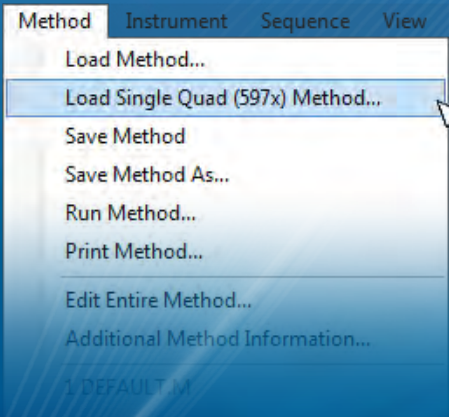 Method Instrument Sequence View
Load Method...
Load Single Quad (597x) Method...
Save Method
Save Method As...
Run Method...
Print Method...
Edit Entire Method...
Additional Method Information...
1 DEFAULT.M